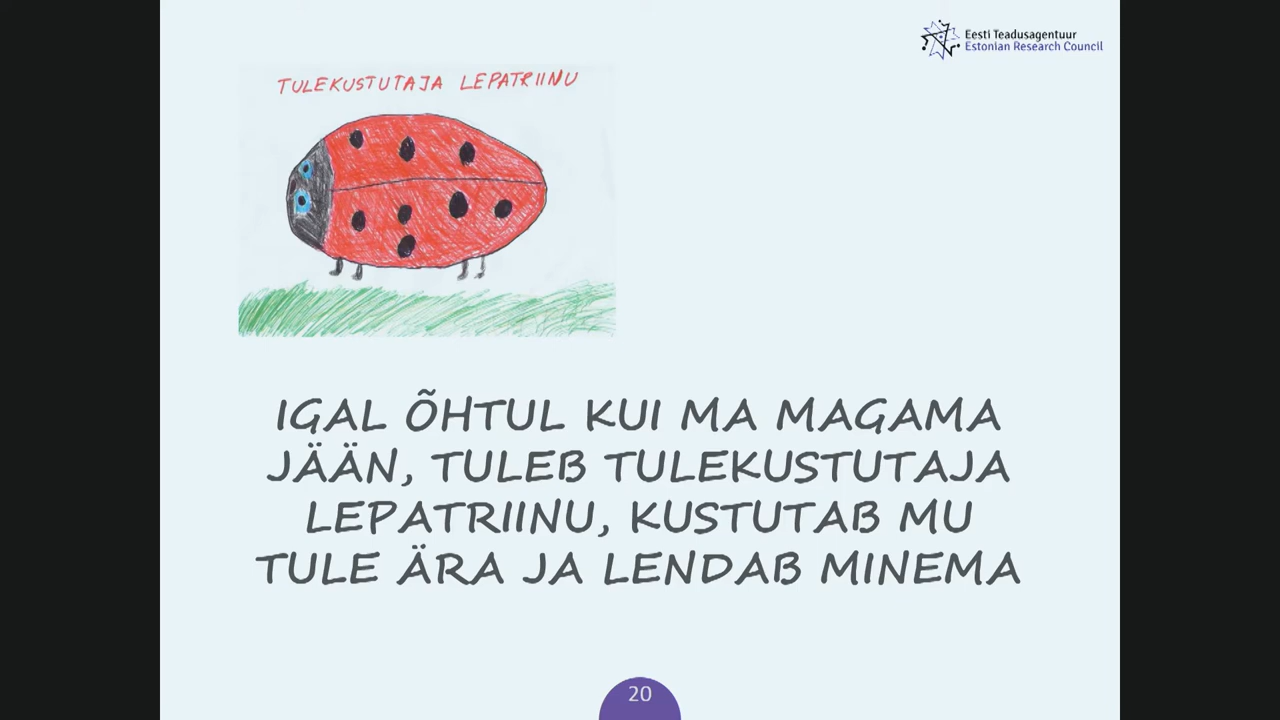 Eesti Teadusagentuur
Estonian Research Council
TULEKUSTUTAJA LEPATRIINU
IGAL ÕHTUL KUI MA MAGAMA
JÄÄN, TULEB TULEKUSTUTAJA
LEPATRIINU, KUSTUTAB MU
TULE ÄRA JA LENDAB MINEMA
20